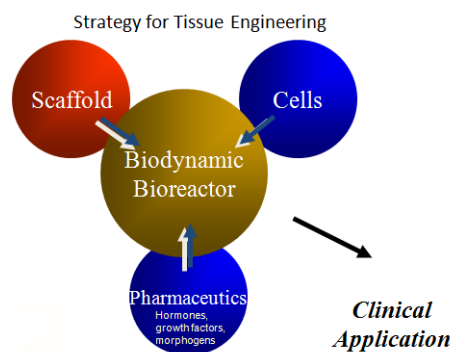 Strategy for Tissue Engineering
Scaffold
Cells
Biodynamic
Bioreactor
Pharmaceutics
Hormones,
growth factors,
morphogens
Clinical
Application